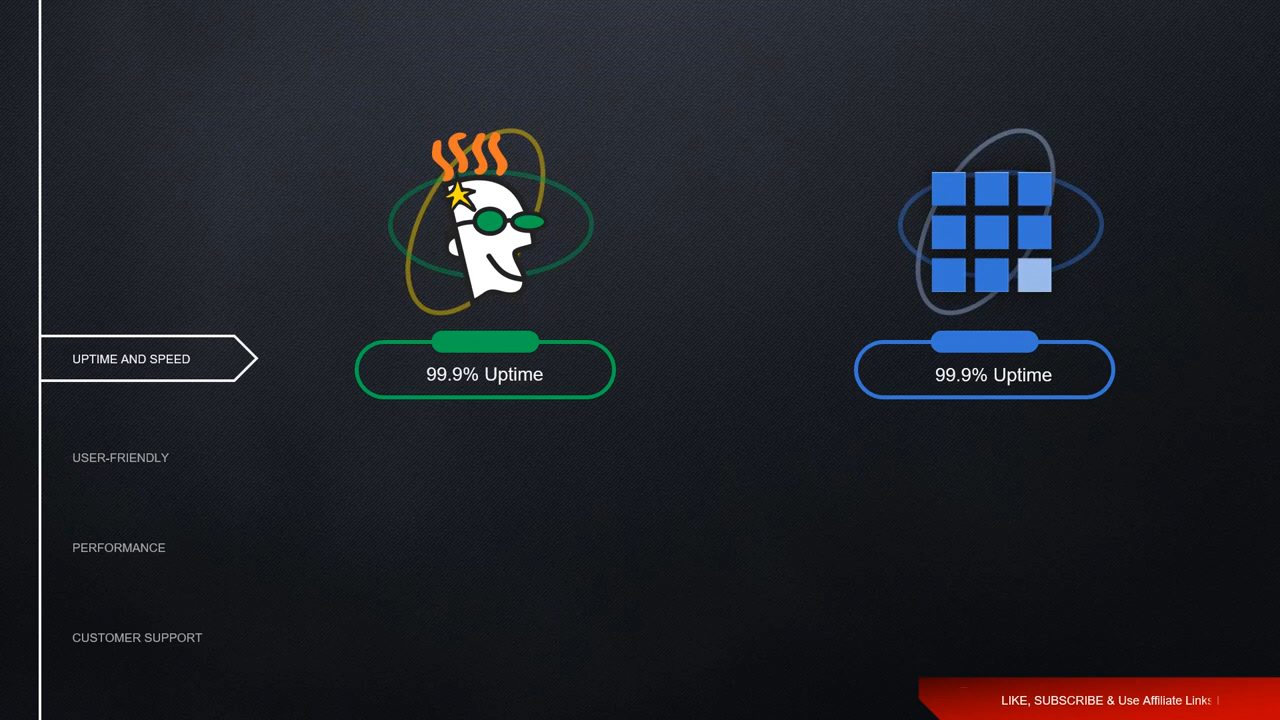 UPTIME AND SPEED
99.9% Uptime
99.9% Uptime
USER-FRIENDLY
PERFORMANCE
CUSTOMER SUPPORT
LIKE, SUBSCRIBE & Use Affiliate Links